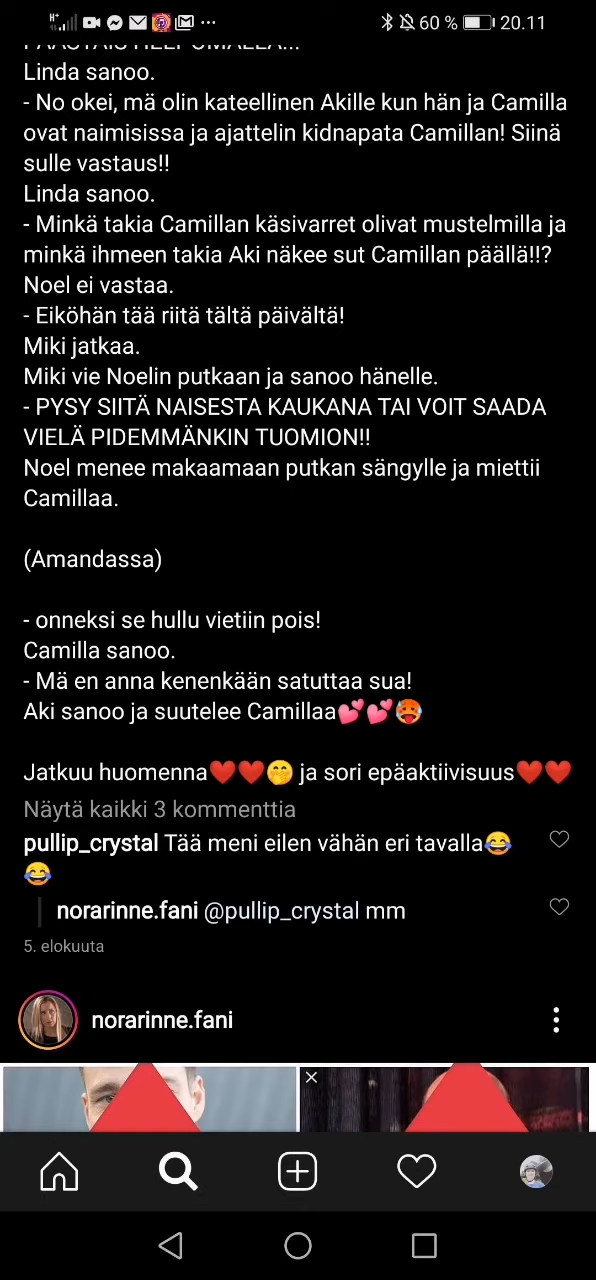 60 % 20.11
Linda sanoo.
- No okei, mä olin kateellinen Akille kun hän ja Camilla
ovat naimisissa ja ajattelin kidnapata Camillan! Siinä
sulle vastaus!!
Linda sanoo.
- Minkä takia Camillan käsivarret olivat mustelmilla ja
minkä ihmeen takia Aki näkee sut Camillan päällä!!?
Noel ei vastaa.
- Eiköhän tää riitä tältä päivältä!
Miki jatkaa.
Miki vie Noelin putkaan ja sanoo hänelle.
- PYSY SIITÄ NAISESTA KAUKANA TAI VOIT SAADA
VIELÄ PIDEMMÄNKIN TUOMION!!
Noel menee makaamaan putkan sängylle ja miettii
Camillaa.
(Amandassa)
- onneksi se hullu vietiin pois!
Camilla sanoo.
- Mä en anna kenenkään satuttaa sua!
Aki sanoo ja suutelee Camillaa💕💕🥵
Jatkuu huomenna❤️❤️🤭 ja sori epäaktiivisuus❤️❤️
Näytä kaikki 3 kommenttia
pullip_crystal Tää meni eilen vähän eri tavalla😂
😂
norarinne.fani @pullip_crystal mm
5. elokuuta
norarinne.fani